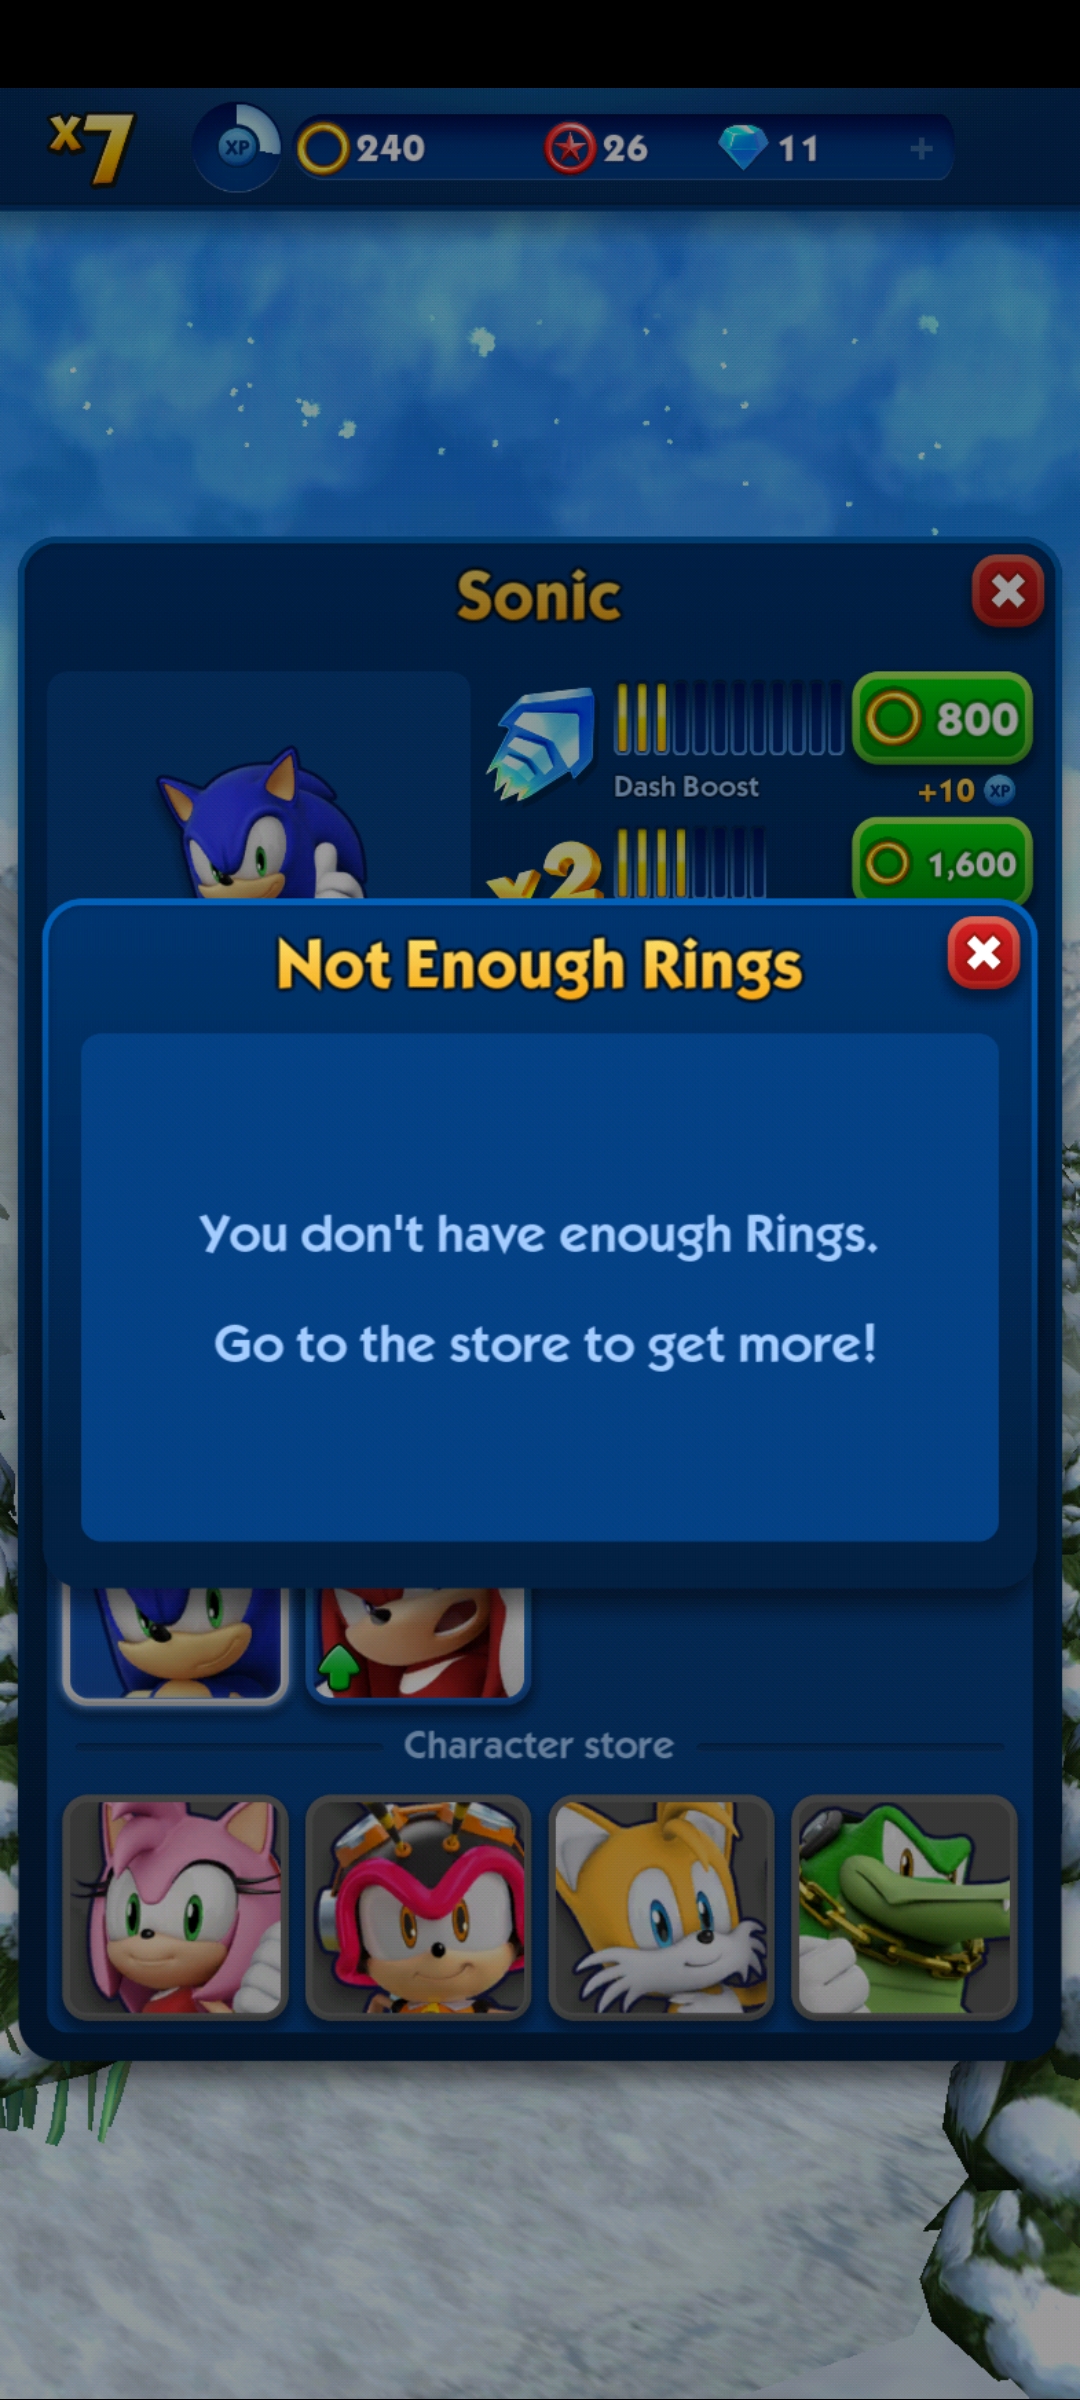 x7 XP 240 26 11 +
Sonic
800
Dash Boost
+10 XP
x2
1,600
Not Enough Rings
You don't have enough Rings.
Go to the store to get more!
Character store